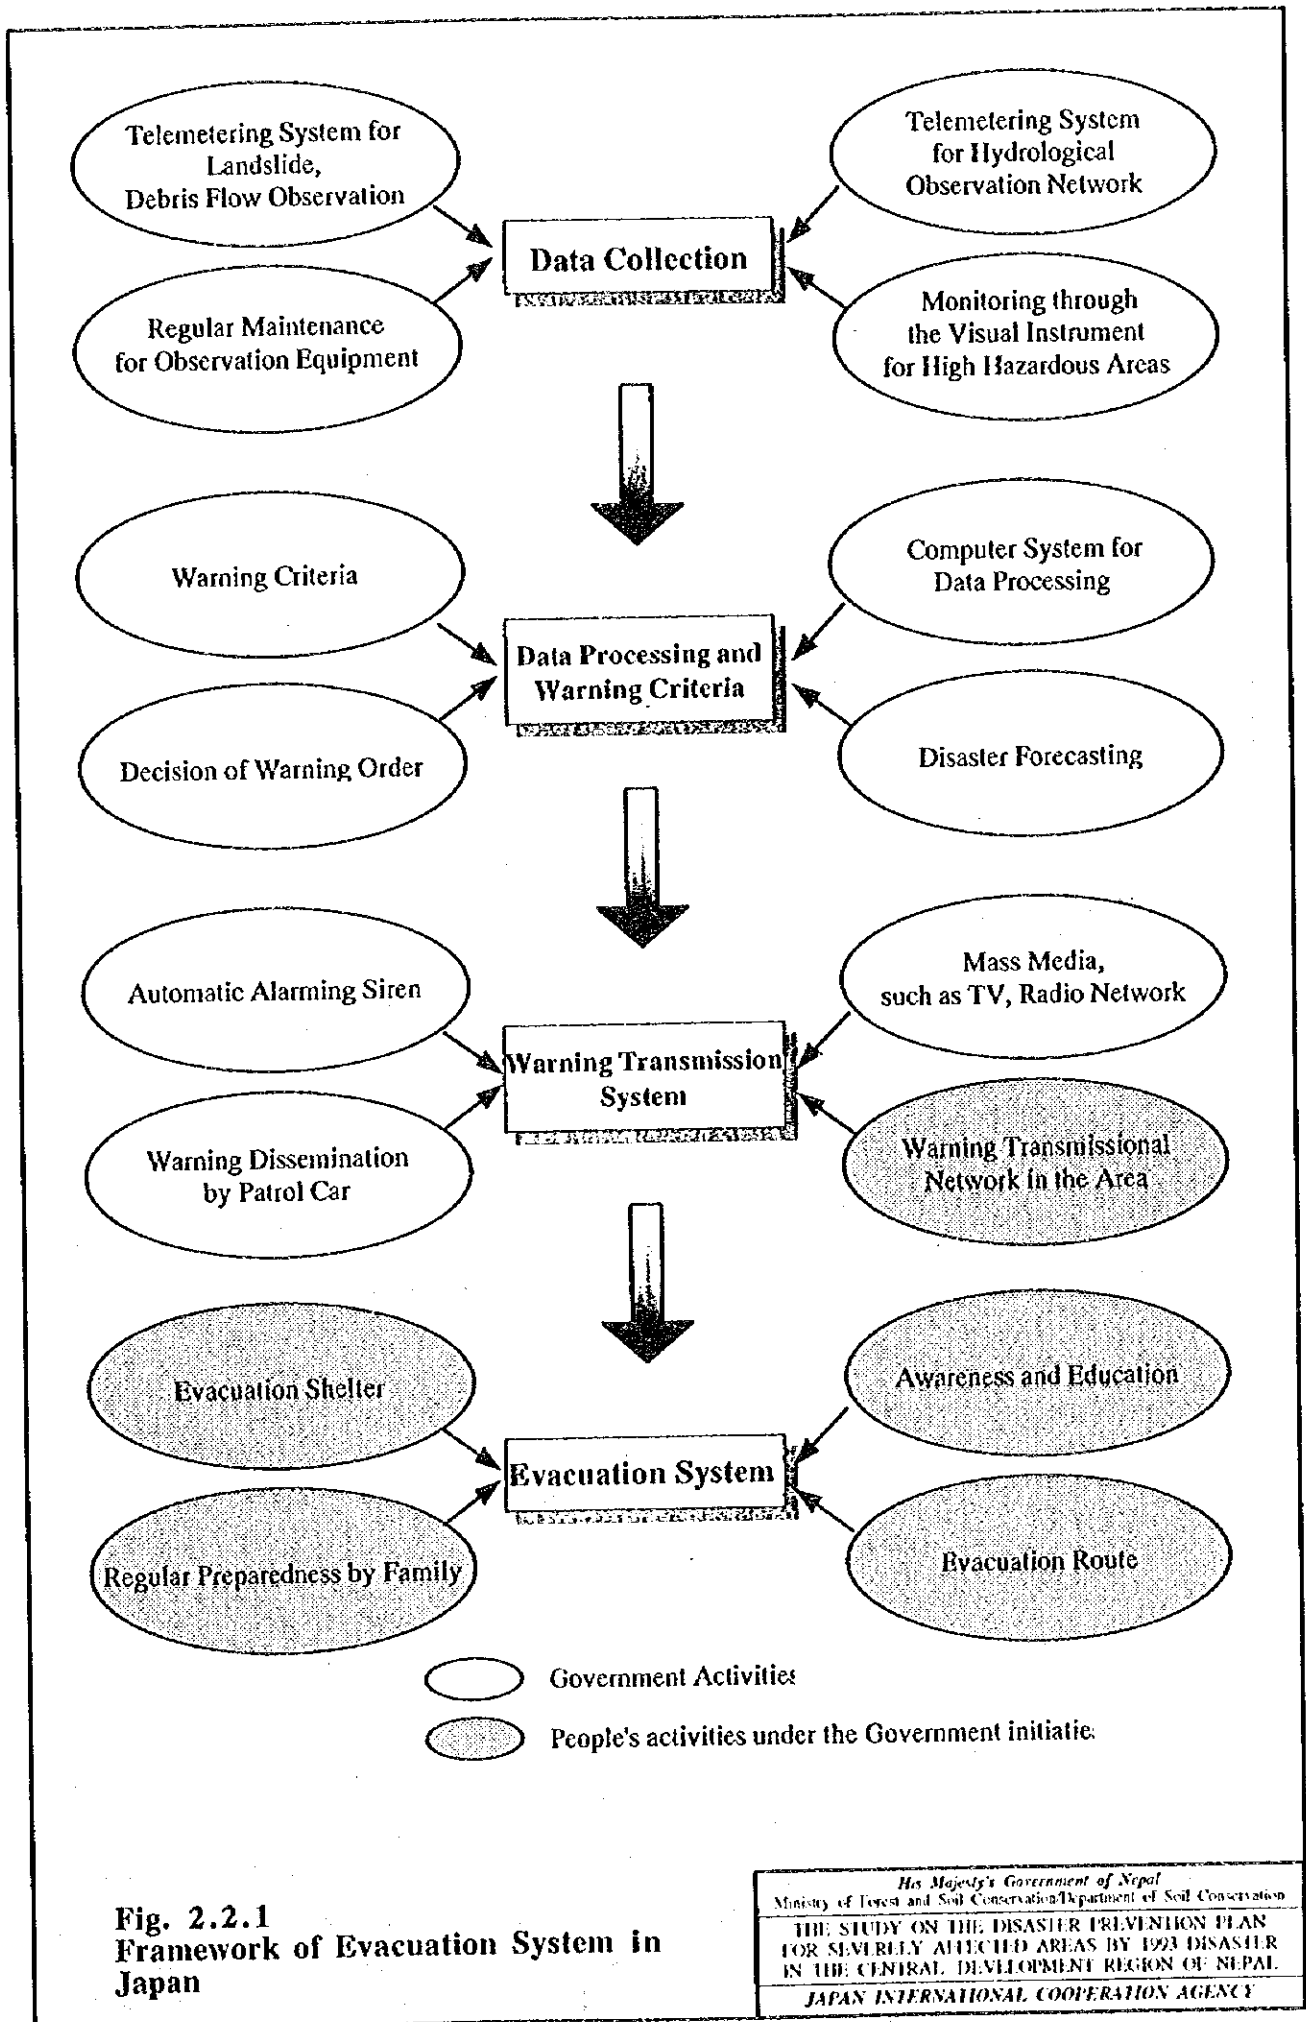 Telemetering System for
Landslide,
Debris Flow Observation
Telemetering System
for Hydrological
Observation Network
Data Collection
Regular Maintenance
for Observation Equipment
Monitoring through
the Visual Instrument
for High Hazardous Areas
Warning Criteria
Computer System for
Data Processing
Data Processing and
Warning Criteria
Decision of Warning Order
Disaster Forecasting
Automatic Alarming Siren
Mass Media,
such as TV, Radio Network
Warning Transmission
System
Warning Dissemination
by Patrol Car
Warning Transmissional
Network in the Area
Evacuation Shelter
Awareness and Education
Evacuation System
Regular Preparedness by Family
Evacuation Route
Government Activities
People's activities under the Government initiatie
Fig. 2.2.1
Framework of Evacuation System in
Japan
His Majesty's Government of Nepal
Ministry of Forest and Soil Conservation/Department of Soil Conservation
THE STUDY ON THE DISASTER PREVENTION PLAN
FOR SEVERELY AFFECTED AREAS BY 1993 DISASTER
IN THE CENTRAL DEVELOPMENT REGION OF NEPAL
JAPAN INTERNATIONAL COOPERATION AGENCY